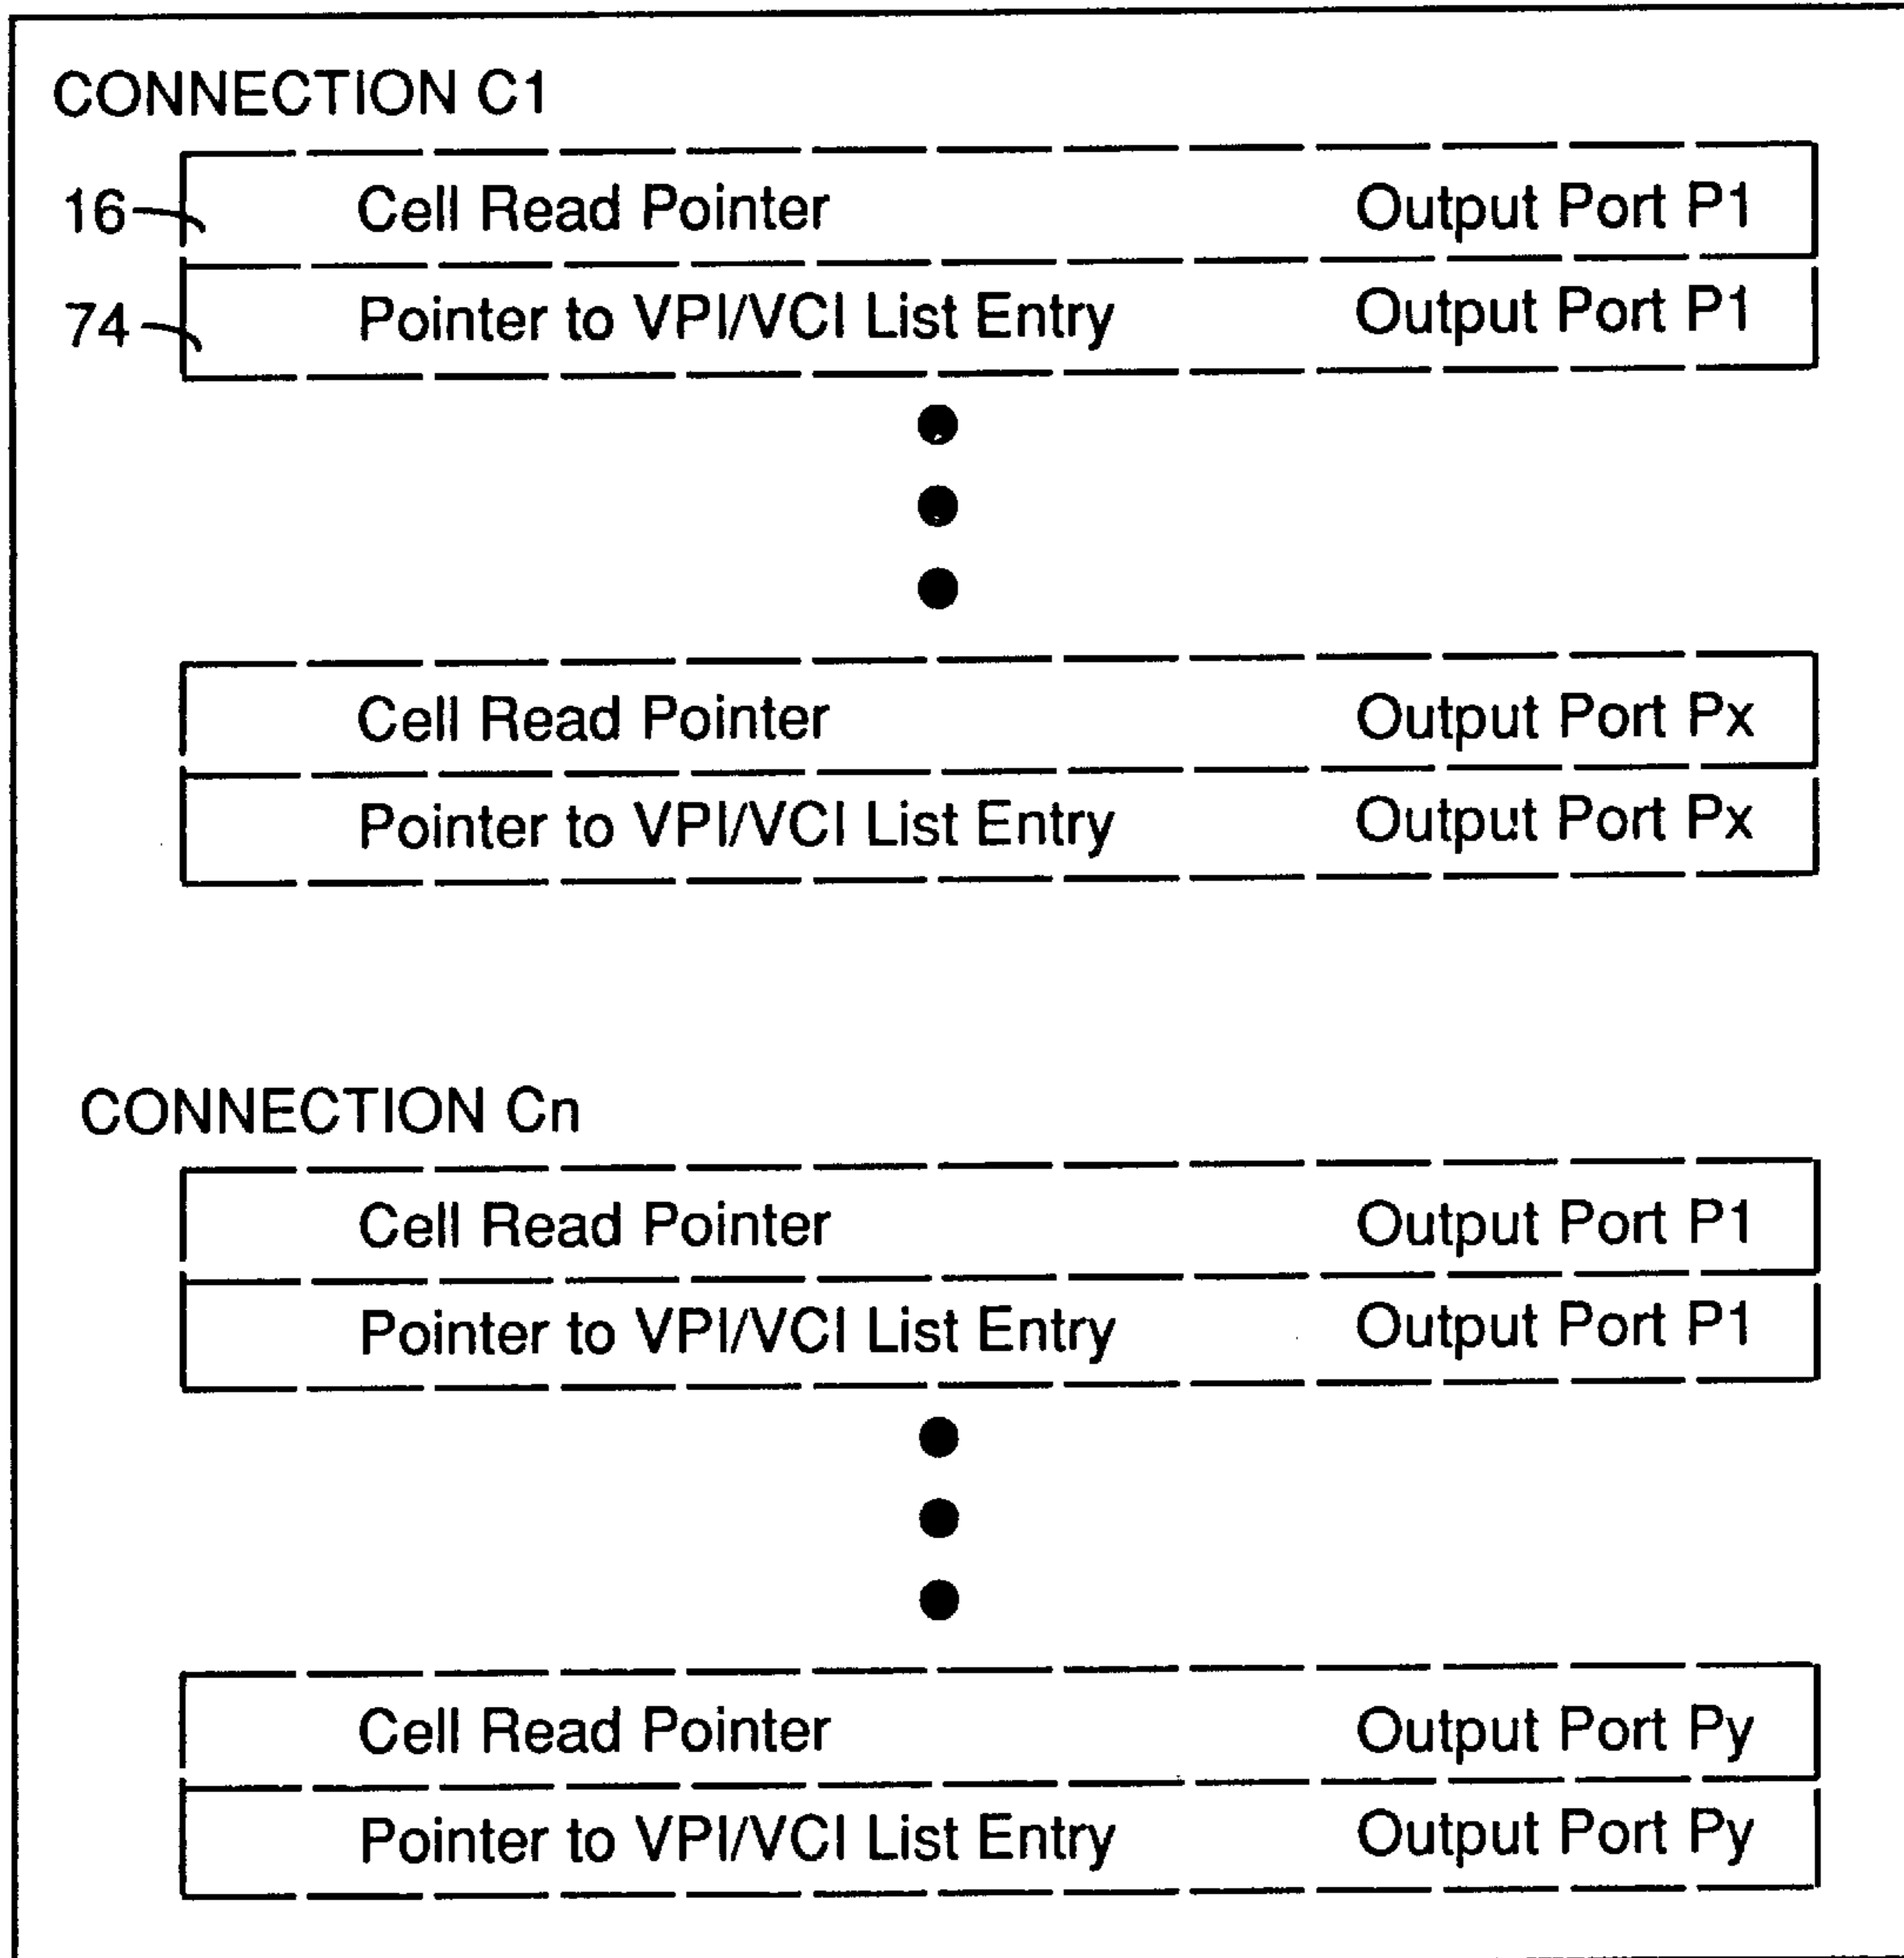 CONNECTION C1
16 Cell Read Pointer Output Port P1
74 Pointer to VPI/VCI List Entry Output Port P1
Cell Read Pointer Output Port Px
Pointer to VPI/VCI List Entry Output Port Px
CONNECTION Cn
Cell Read Pointer Output Port P1
Pointer to VPI/VCI List Entry Output Port P1
Cell Read Pointer Output Port Py
Pointer to VPI/VCI List Entry Output Port Py